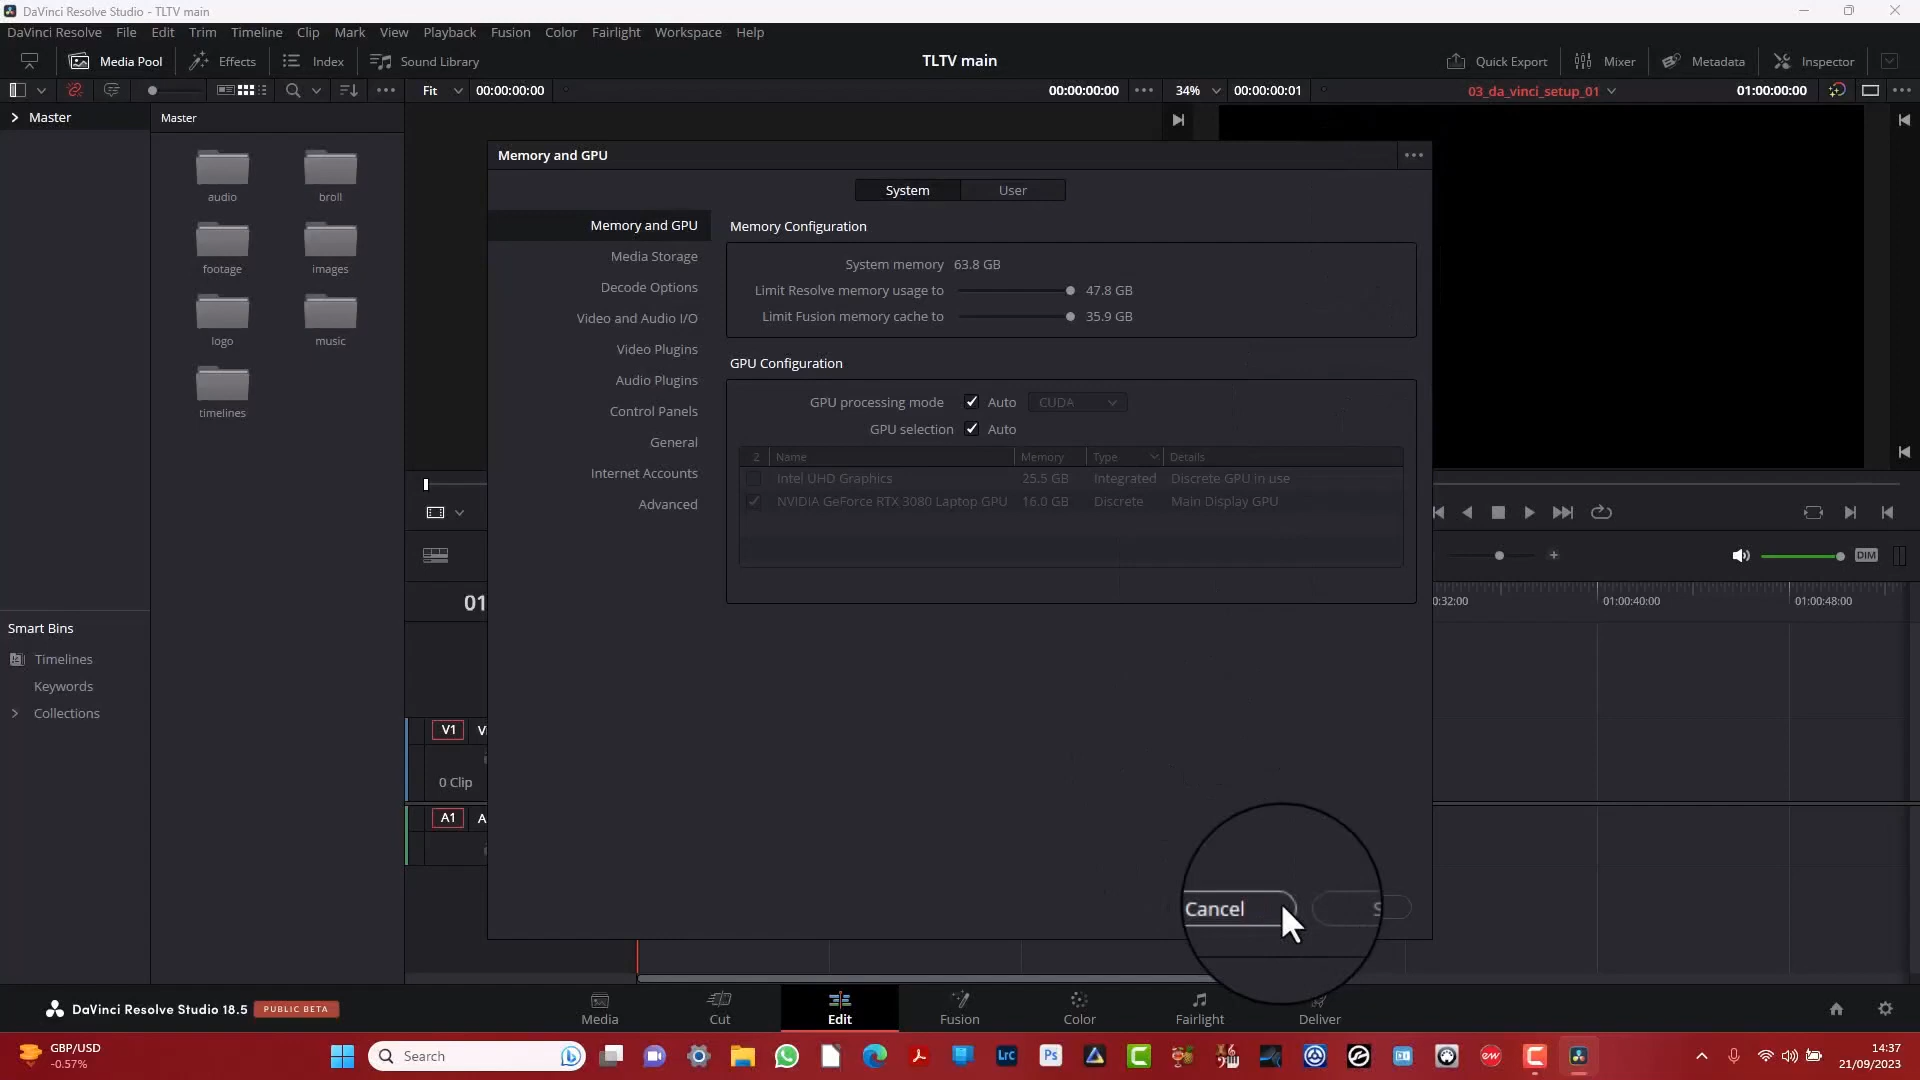 DaVinci Resolve Studio - TLTV main
DaVinci Resolve File Edit Trim Timeline Clip Mark View Playback Fusion Color Fairlight Workspace Help
Media Pool Effects Index Sound Library TLTV main Quick Export Mixer Metadata Inspector
Fit 00:00:00:00 00:00:00:00 34% 00:00:00:01 03_da_vinci_setup_01 01:00:00:00
Master
Master
audio broll
footage images
logo music
timelines
Smart Bins
Timelines
Keywords
Collections
Memory and GPU
System User
Memory and GPU
Media Storage
Decode Options
Video and Audio I/O
Video Plugins
Audio Plugins
Control Panels
General
Internet Accounts
Advanced
Memory Configuration
System memory 63.8 GB
Limit Resolve memory usage to 47.8 GB
Limit Fusion memory cache to 35.9 GB
GPU Configuration
GPU processing mode Auto CUDA
GPU selection Auto
2 Name Memory Type Details
Intel UHD Graphics 25.5 GB Integrated Discrete GPU in use
NVIDIA GeForce RTX 3080 Laptop GPU 16.0 GB Discrete Main Display GPU
Cancel S
DIM
01
0:32:00 01:00:40:00 01:00:48:00
V1 V
0 Clip
A1 A
DaVinci Resolve Studio 18.5 PUBLIC BETA
Media Cut Edit Fusion Color Fairlight Deliver
GBP/USD
-0.57%
Search
Lrc
Ps
14:37
21/09/2023